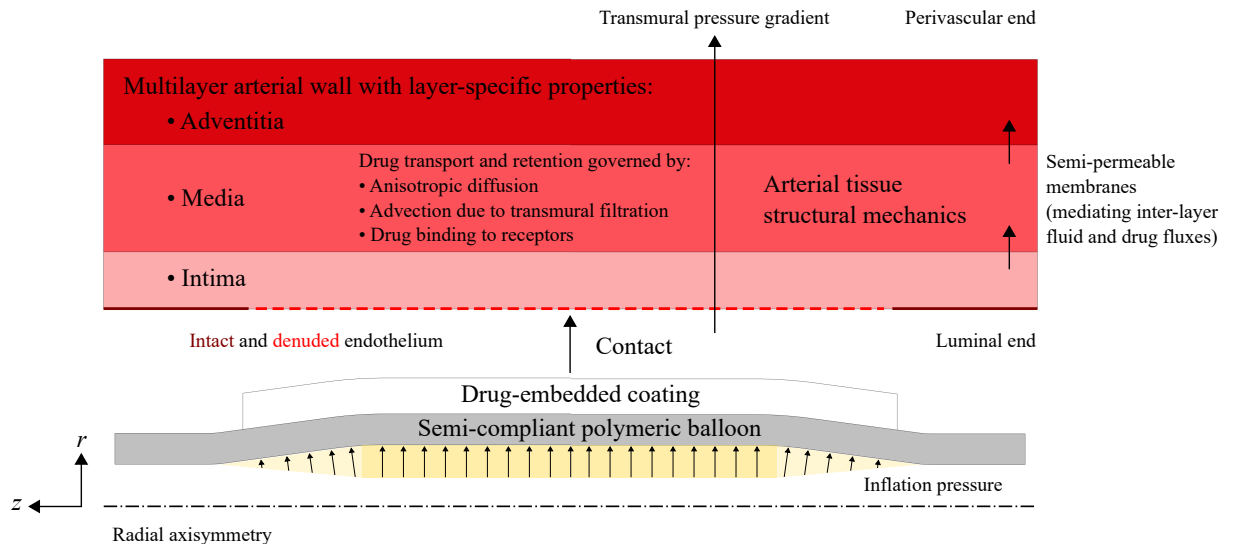 Transmural pressure gradient
Perivascular end
Multilayer arterial wall with layer-specific properties:
• Adventitia
Drug transport and retention governed by:
• Anisotropic diffusion
• Media
• Advection due to transmural filtration
• Drug binding to receptors
Arterial tissue
structural mechanics
Semi-permeable
membranes
(mediating inter-layer
fluid and drug fluxes)
• Intima
Intact and denuded endothelium
Contact
Luminal end
Drug-embedded coating
Semi-compliant polymeric balloon
r
z
Inflation pressure
Radial axisymmetry